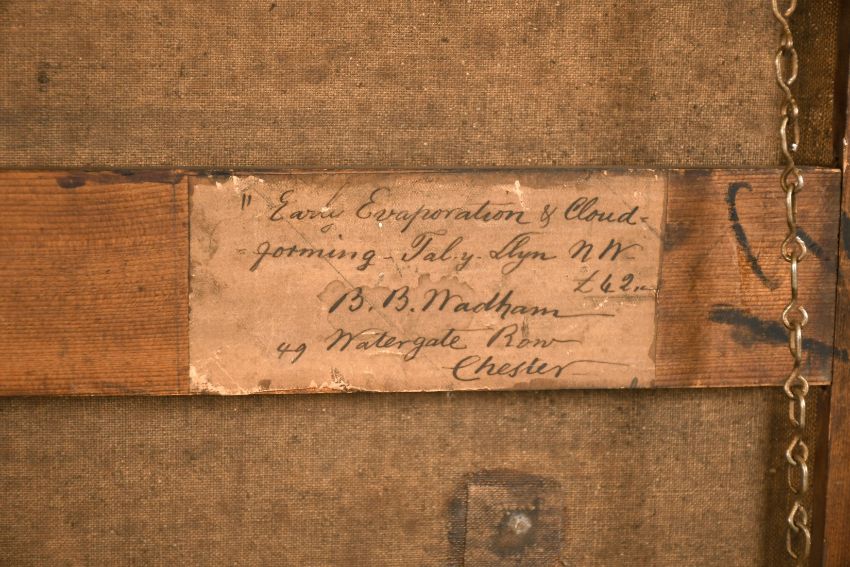 " Early Evaporation & Cloud=
=forming - Tal-y-Llyn N W
£42..
B. B. Wadham
49 Watergate Row
Chester